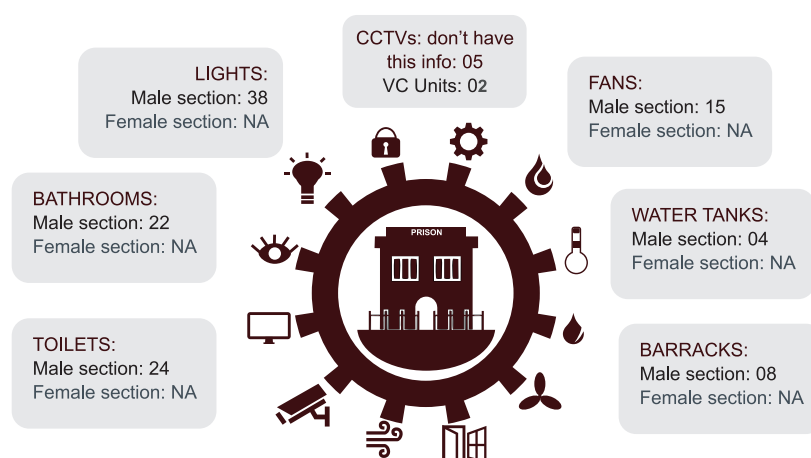 CCTVs: don’t have
this info: 05
VC Units: 02
LIGHTS:
Male section: 38
Female section: NA
FANS:
Male section: 15
Female section: NA
BATHROOMS:
Male section: 22
Female section: NA
WATER TANKS:
Male section: 04
Female section: NA
PRISON
TOILETS:
Male section: 24
Female section: NA
BARRACKS:
Male section: 08
Female section: NA